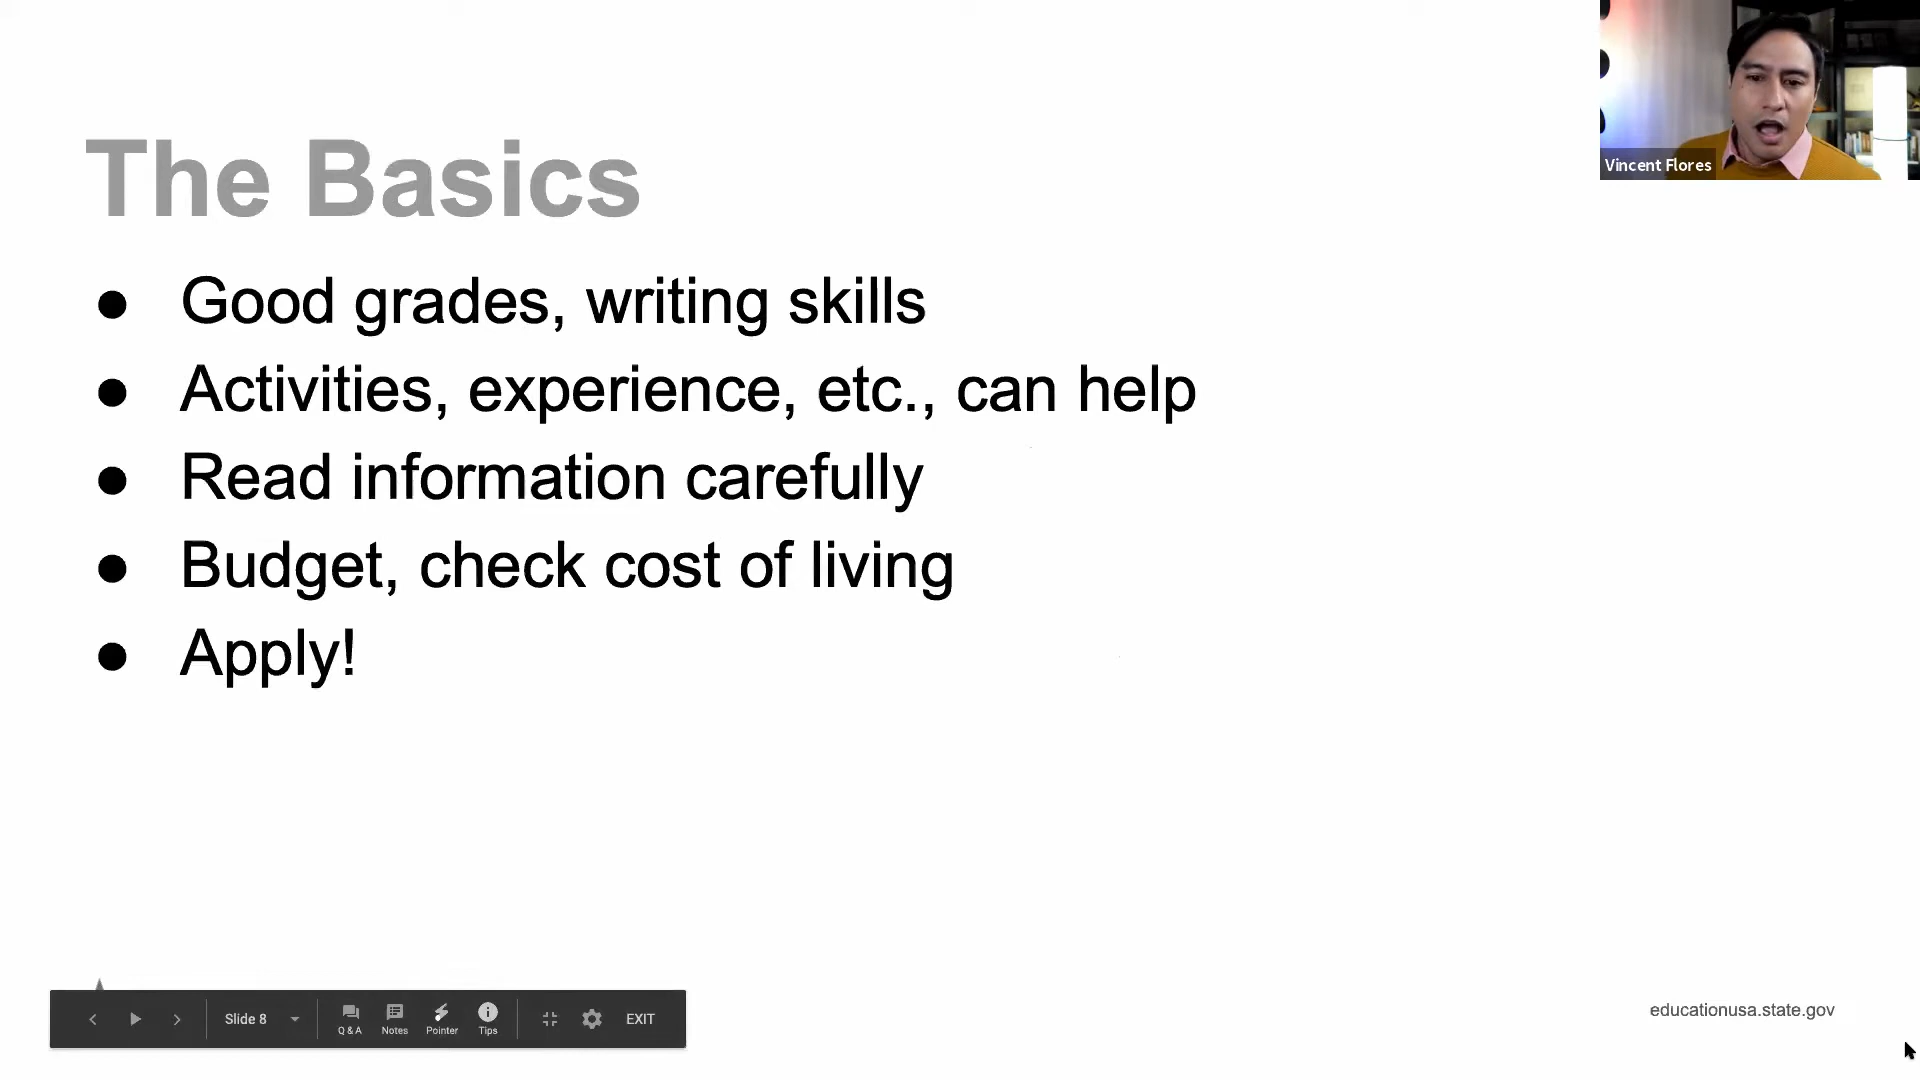 The Basics
● Good grades, writing skills
● Activities, experience, etc., can help
● Read information carefully
● Budget, check cost of living
● Apply!
Vincent Flores
Slide 8
Q & A
Notes
Pointer
Tips
EXIT
educationusa.state.gov